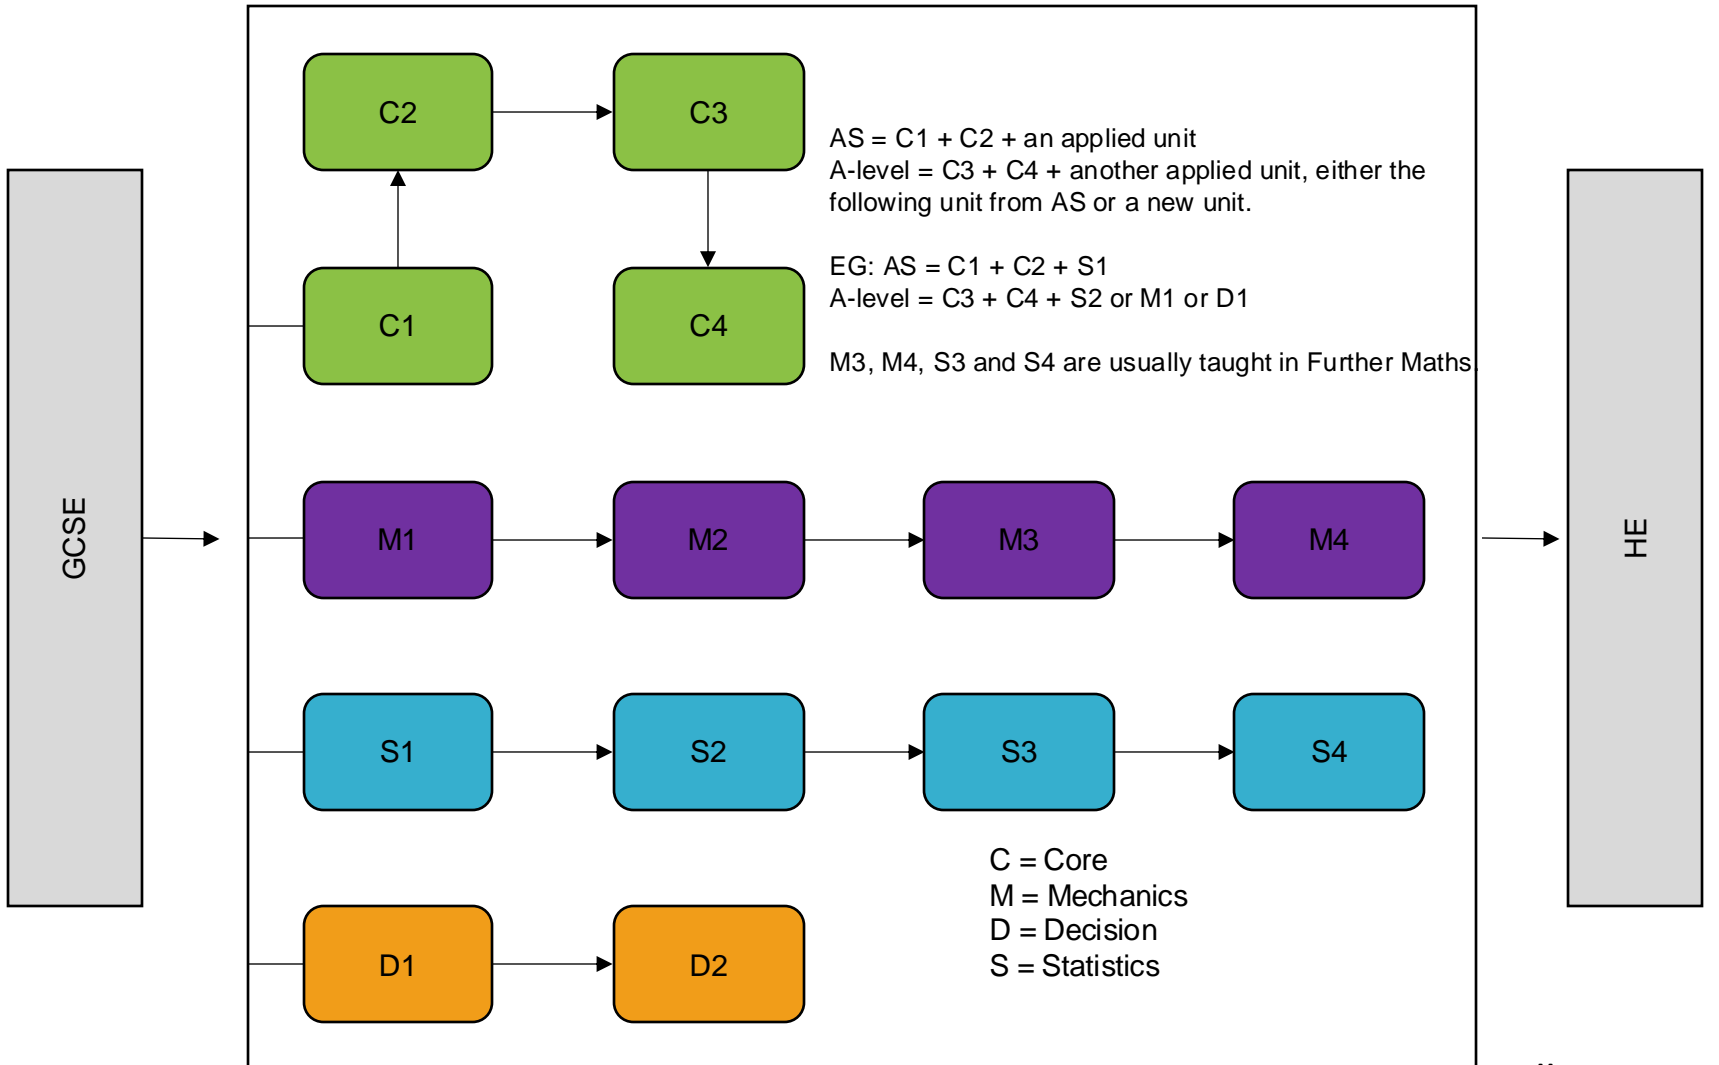 C2
C3
AS = C1 + C2 + an applied unit
A-level = C3 + C4 + another applied unit, either the
following unit from AS or a new unit.
EG: AS = C1 + C2 + S1
A-level = C3 + C4 + S2 or M1 or D1
C1
C4
M3, M4, S3 and S4 are usually taught in Further Maths.
GCSE
M1
M2
M3
M4
HE
S1
S2
S3
S4
C = Core
M = Mechanics
D = Decision
S = Statistics
D1
D2